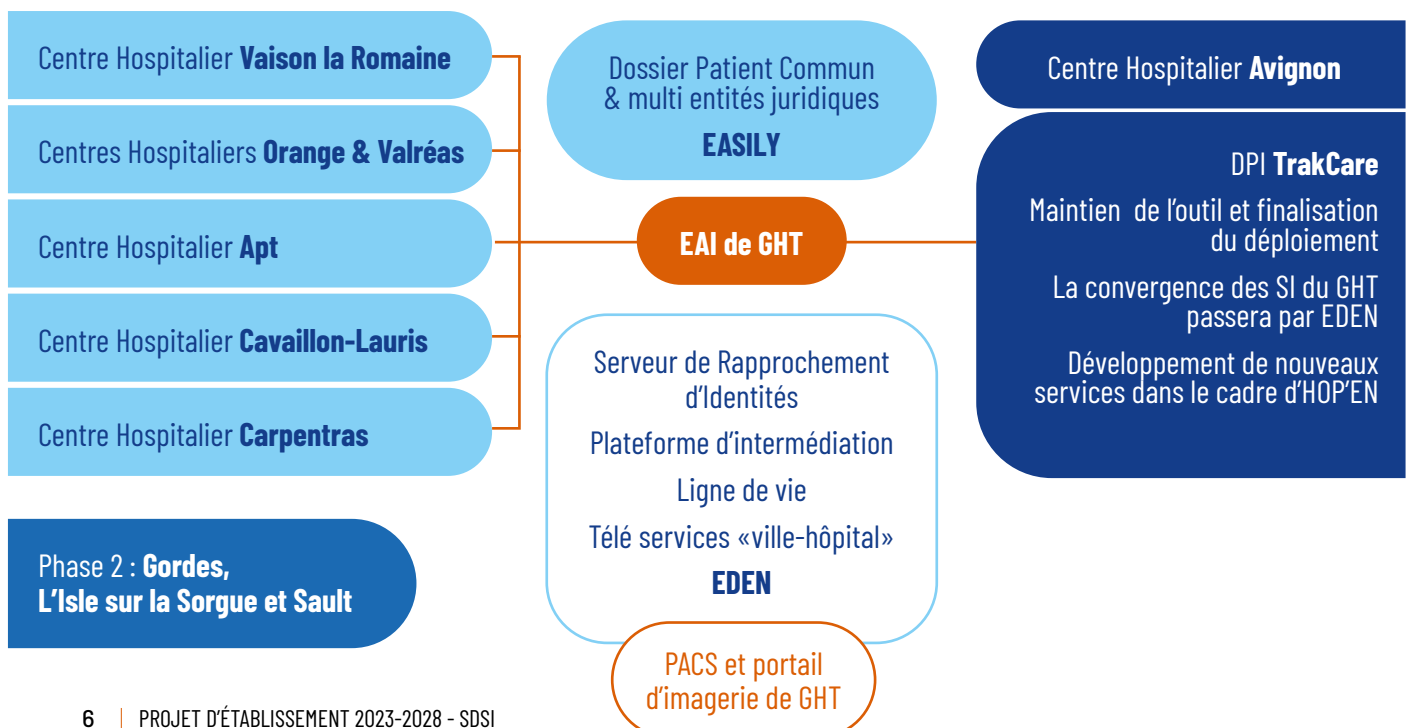 Centre Hospitalier Vaison la Romaine
Centres Hospitaliers Orange & Valréas
Centre Hospitalier Apt
Centre Hospitalier Cavaillon-Lauris
Centre Hospitalier Carpentras
Phase 2 : Gordes,
L'Isle sur la Sorgue et Sault
Dossier Patient Commun
& multi entités juridiques
EASILY
EAI de GHT
Serveur de Rapprochement
d'Identités
Plateforme d'intermédiation
Ligne de vie
Télé services «ville-hôpital»
EDEN
PACS et portail
d'imagerie de GHT
Centre Hospitalier Avignon
DPI TrakCare
Maintien de l'outil et finalisation
du déploiement
La convergence des SI du GHT
passera par EDEN
Développement de nouveaux
services dans le cadre d'HOP'EN
6 | PROJET D'ÉTABLISSEMENT 2023-2028 - SDSI